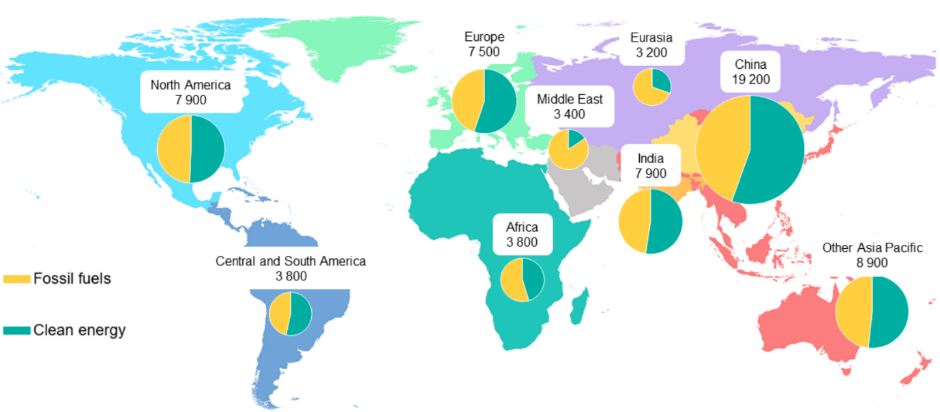 Europe
7 500
Eurasia
3 200
China
19 200
North America
7 900
Middle East
3 400
India
7 900
Africa
3 800
Other Asia Pacific
8 900
Central and South America
3 800
Fossil fuels
Clean energy